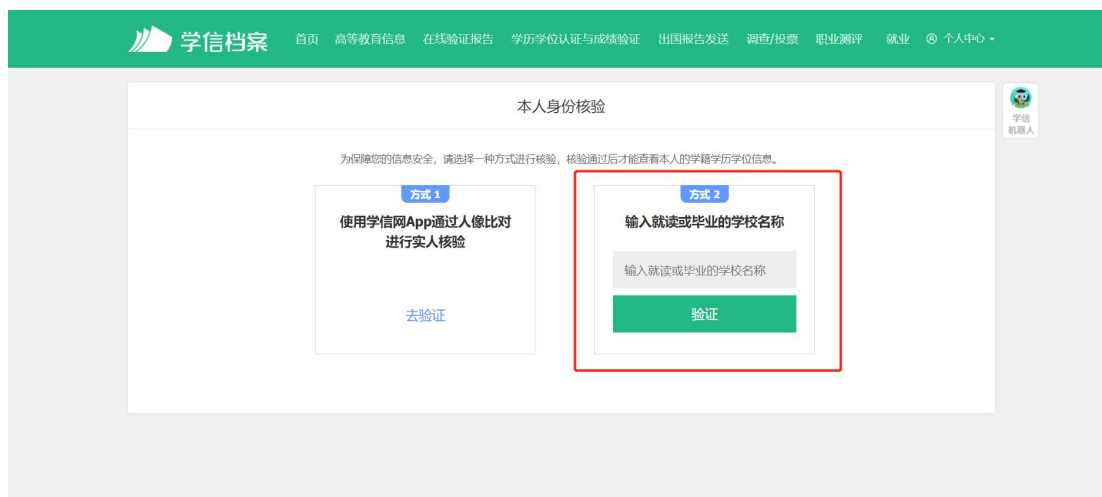 学信档案 首页 高等教育信息 在线验证报告 学历学位认证与成绩验证 出国报告发送 调查/投票 职业测评 就业 个人中心
本人身份核验
学信
机器人
为保障您的信息安全，请选择一种方式进行核验，核验通过后才能查看本人的学籍学历学位信息。
方式 1
使用学信网App通过人像比对
进行实人核验
去验证
方式 2
输入就读或毕业的学校名称
输入就读或毕业的学校名称
验证